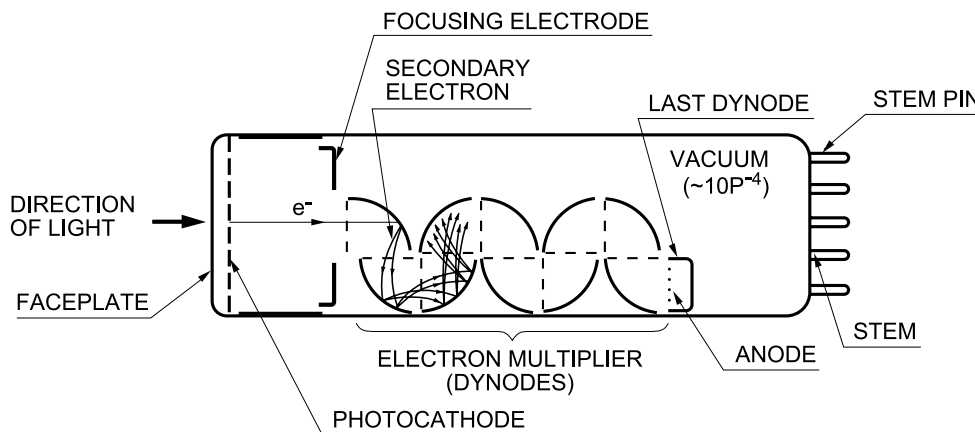 FOCUSING ELECTRODE
SECONDARY
ELECTRON
LAST DYNODE
STEM PIN
VACUUM
(~10P⁻⁴)
DIRECTION
OF LIGHT
e⁻
FACEPLATE
STEM
ELECTRON MULTIPLIER
(DYNODES)
ANODE
PHOTOCATHODE